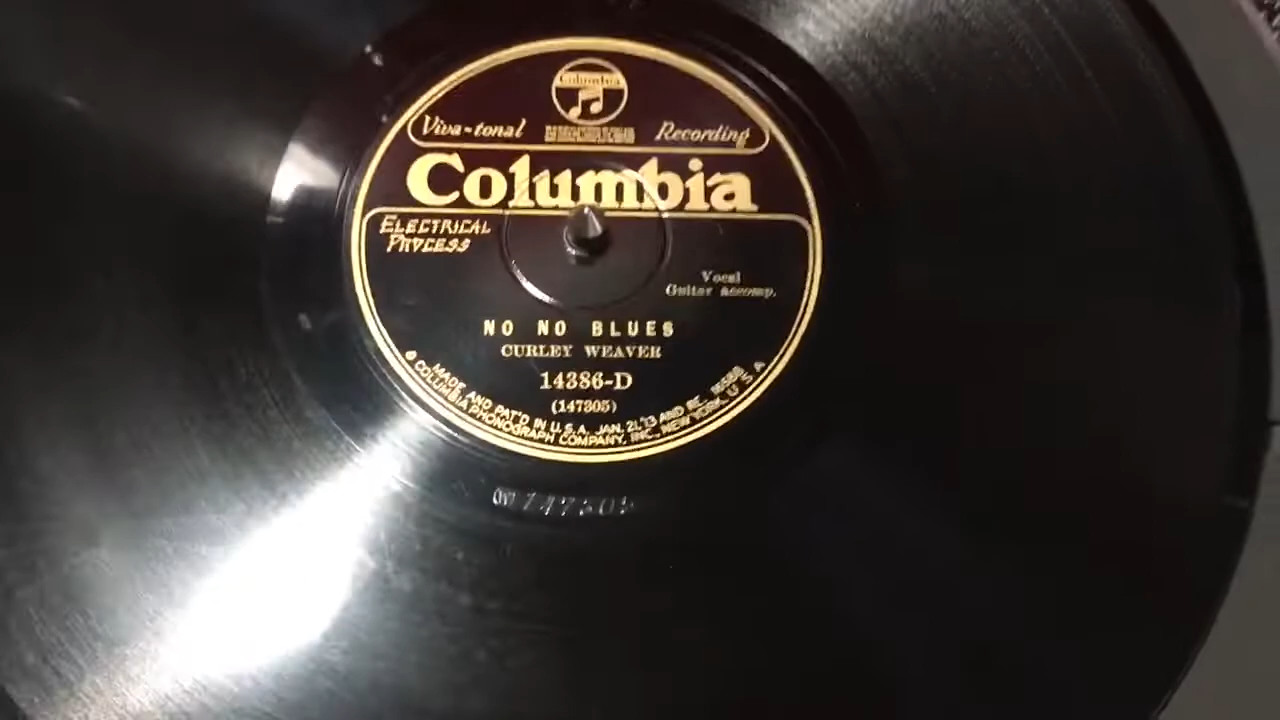 Columbia
Viva-tonal Recording
Columbia
ELECTRICAL
PROCESS
Vocal
Guitar accomp.
NO NO BLUES
CURLEY WEAVER
14386-D
(147305)
MADE AND PAT'D IN U.S.A. JAN. 21,'13 AND RE.
COLUMBIA PHONOGRAPH COMPANY, INC., NEW YORK, U S A
W147305